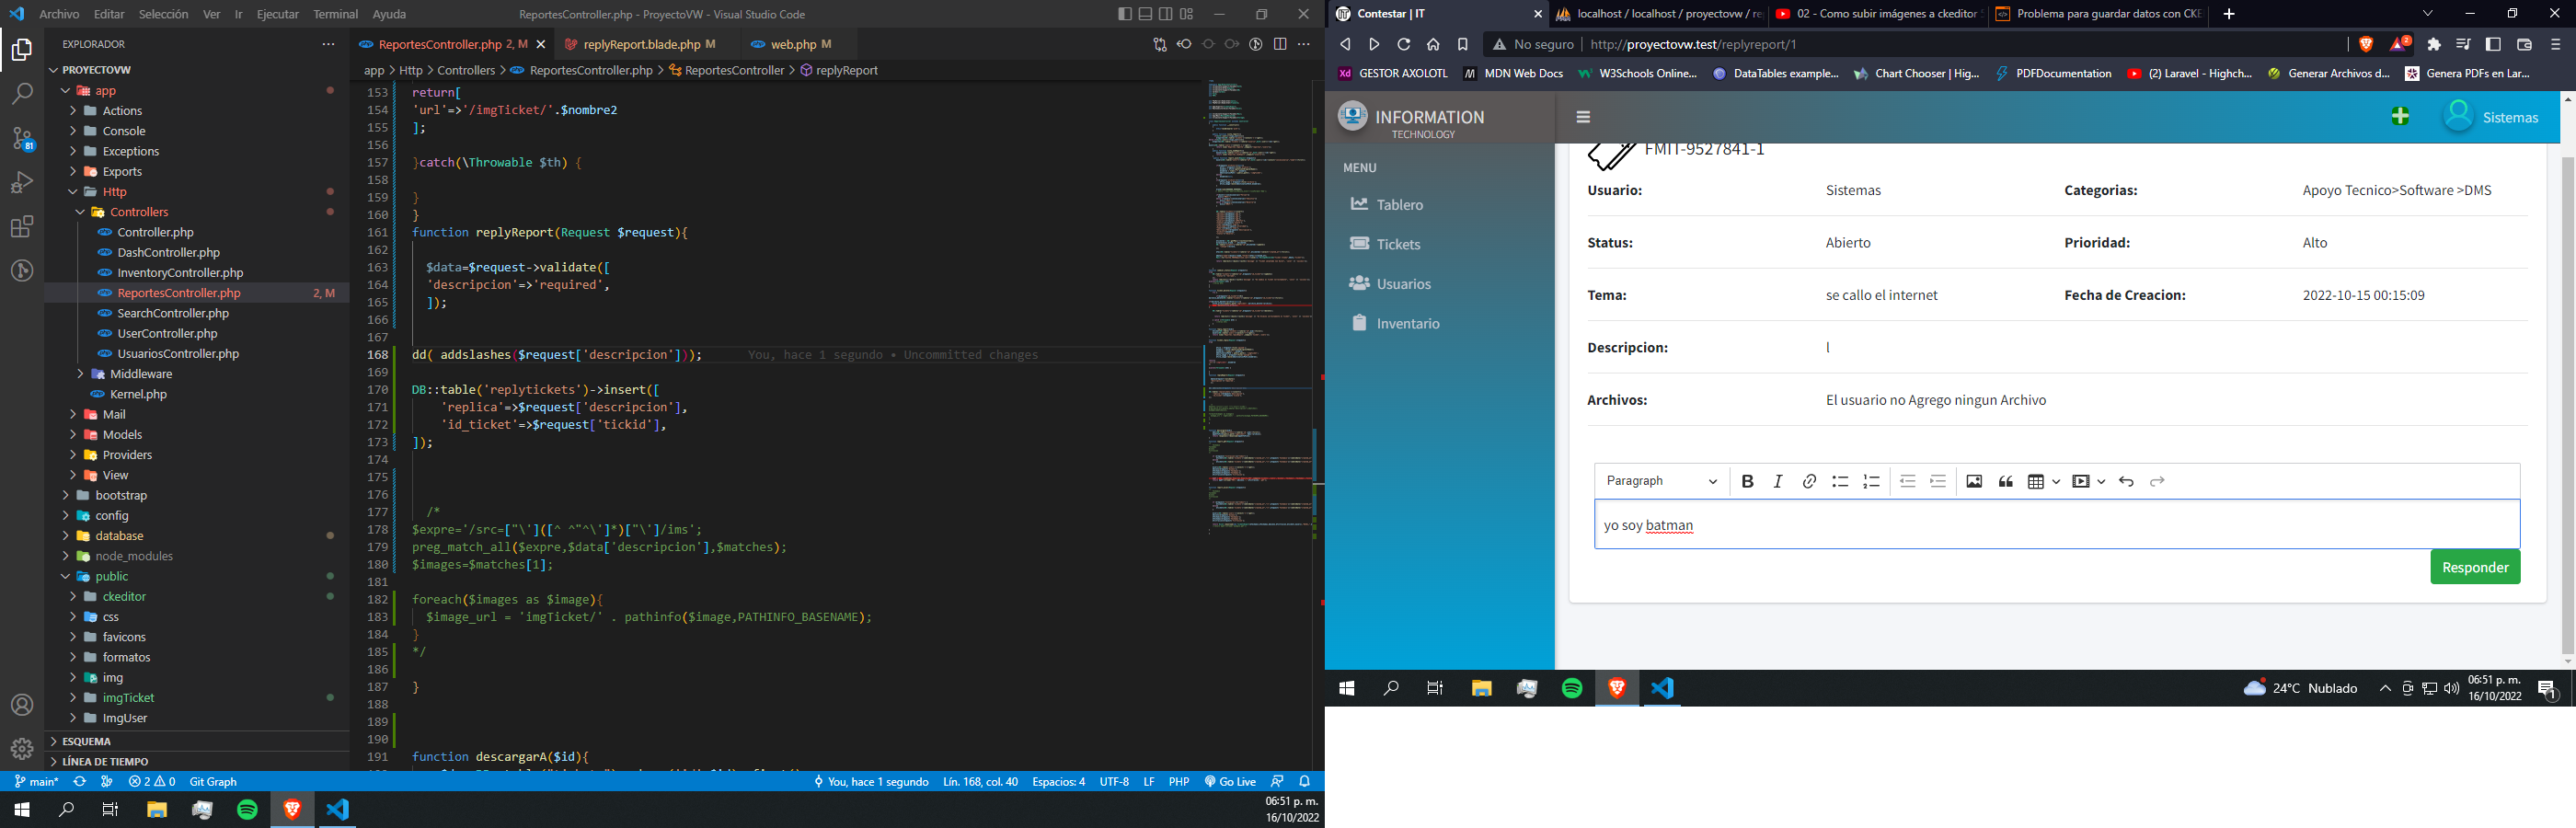 Archivo Editar Selección Ver Ir Ejecutar Terminal Ayuda
ReportesController.php - ProyectoVW - Visual Studio Code
EXPLORADOR
PROYECTOVW
app
Actions
Console
Exceptions
Exports
Http
Controllers
Controller.php
DashController.php
InventoryController.php
ReportesController.php 2, M
SearchController.php
UserController.php
UsuariosController.php
Middleware
Kernel.php
Mail
Models
Providers
View
bootstrap
config
database
node_modules
public
ckeditor
css
favicons
formatos
img
imgTicket
ImgUser
ESQUEMA
LÍNEA DE TIEMPO
81
ReportesController.php 2, M
replyReport.blade.php M
web.php M
app > Http > Controllers > ReportesController.php > ReportesController > replyReport
153 return[
154 'url'=>'/imgTicket/'.$nombre2
155 ];
156
157 }catch(\Throwable $th) {
158
159 }
160 }
161 function replyReport(Request $request){
162
163 $data=$request->validate([
164 'descripcion'=>'required',
165 ]);
166
167
168 dd( addslashes($request['descripcion'])); You, hace 1 segundo • Uncommitted changes
169
170 DB::table('replytickets')->insert([
171 'replica'=>$request['descripcion'],
172 'id_ticket'=>$request['tickid'],
173 ]);
174
175
176
177 /*
178 $expre='/src=["\']([^ ^"^\']*)["\']/ims';
179 preg_match_all($expre,$data['descripcion'],$matches);
180 $images=$matches[1];
181
182 foreach($images as $image){
183 $image_url = 'imgTicket/' . pathinfo($image,PATHINFO_BASENAME);
184 }
185 */
186
187 }
188
189
190
191 function descargarA($id){
main* 2 0 Git Graph
You, hace 1 segundo Lín. 168, col. 40 Espacios: 4 UTF-8 LF PHP Go Live
06:51 p. m.
16/10/2022
Contestar | IT
localhost / localhost / proyectovw / re
02 - Como subir imágenes a ckeditor
Problema para guardar datos con CKE
No seguro http://proyectovw.test/replyreport/1
2
GESTOR AXOLOTL MDN Web Docs W3Schools Online... DataTables example... Chart Chooser | Hig... PDFDocumentation (2) Laravel - Highch... Generar Archivos d... Genera PDFs en Lar...
INFORMATION
TECHNOLOGY
Sistemas
MENU
Tablero
Tickets
Usuarios
Inventario
FMIT-9527841-1
Usuario: Sistemas Categorias: Apoyo Tecnico>Software >DMS
Status: Abierto Prioridad: Alto
Tema: se callo el internet Fecha de Creacion: 2022-10-15 00:15:09
Descripcion: l
Archivos: El usuario no Agrego ningun Archivo
Paragraph
yo soy batman
Responder
24°C Nublado
06:51 p. m.
16/10/2022
1